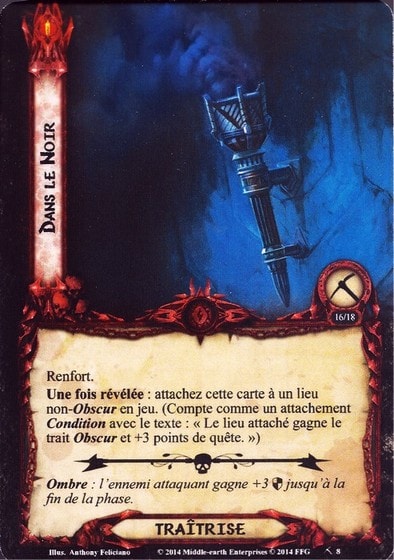 DANS LE NOIR
16/18
Renfort.
Une fois révélée : attachez cette carte à un lieu
non-Obscur en jeu. (Compte comme un attachement
Condition avec le texte : « Le lieu attaché gagne le
trait Obscur et +3 points de quête. »)
Ombre : l'ennemi attaquant gagne +3 jusqu'à la
fin de la phase.
TRAÎTRISE
Illus. Anthony Feliciano © 2014 Middle-earth Enterprises © 2014 FFG 8